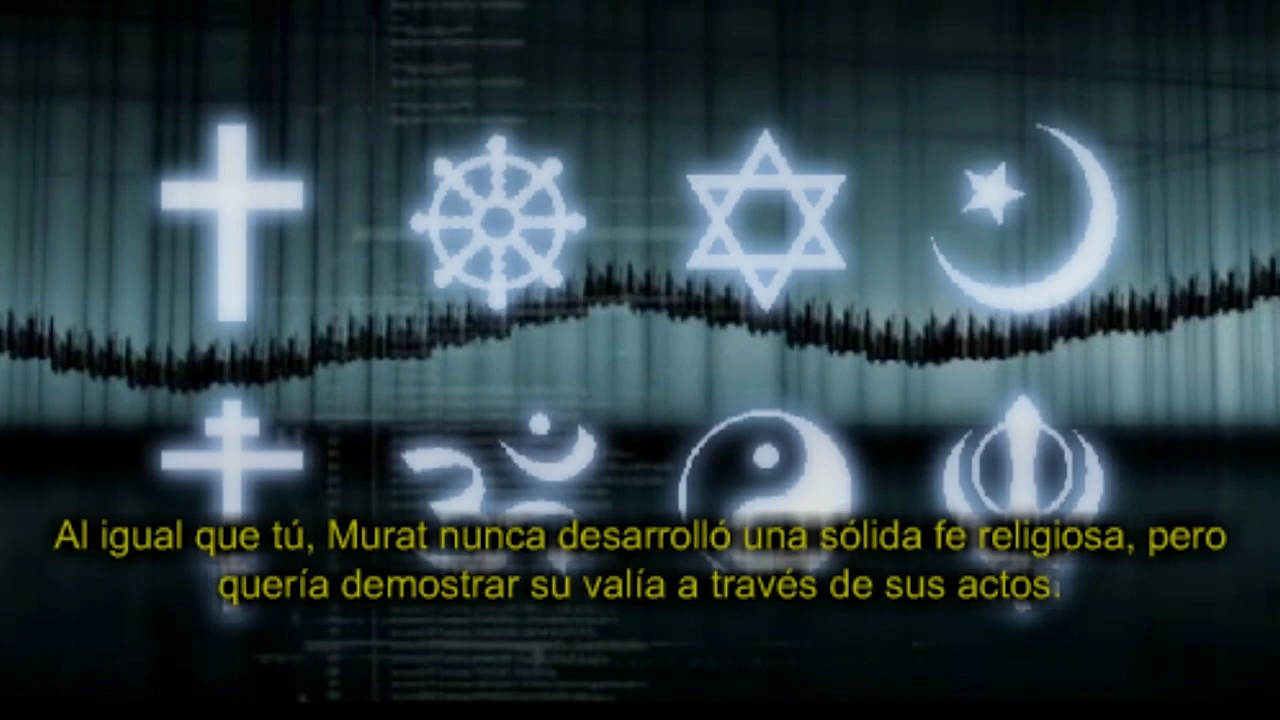 Al igual que tú, Murat nunca desarrolló una sólida fe religiosa, pero
quería demostrar su valía a través de sus actos.